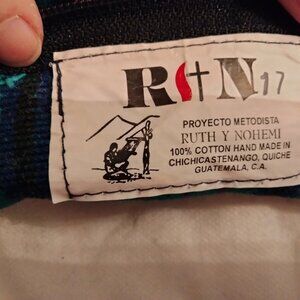 R N 17
PROYECTO METODISTA
RUTH Y NOHEMI
100% COTTON HAND MADE IN
CHICHICASTENANGO, QUICHE
GUATEMALA, C.A.